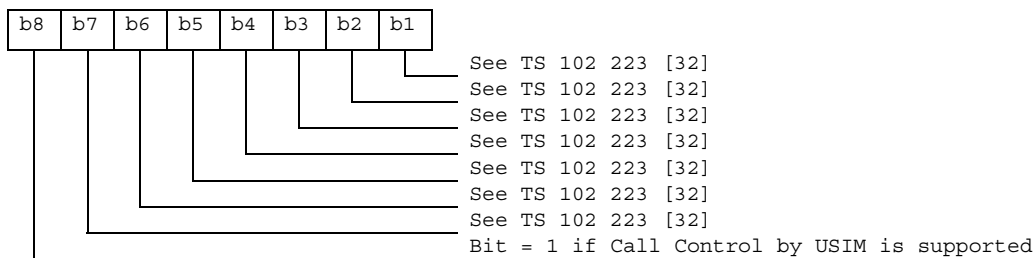 b8 b7 b6 b5 b4 b3 b2 b1
See TS 102 223 [32]
See TS 102 223 [32]
See TS 102 223 [32]
See TS 102 223 [32]
See TS 102 223 [32]
See TS 102 223 [32]
See TS 102 223 [32]
Bit = 1 if Call Control by USIM is supported